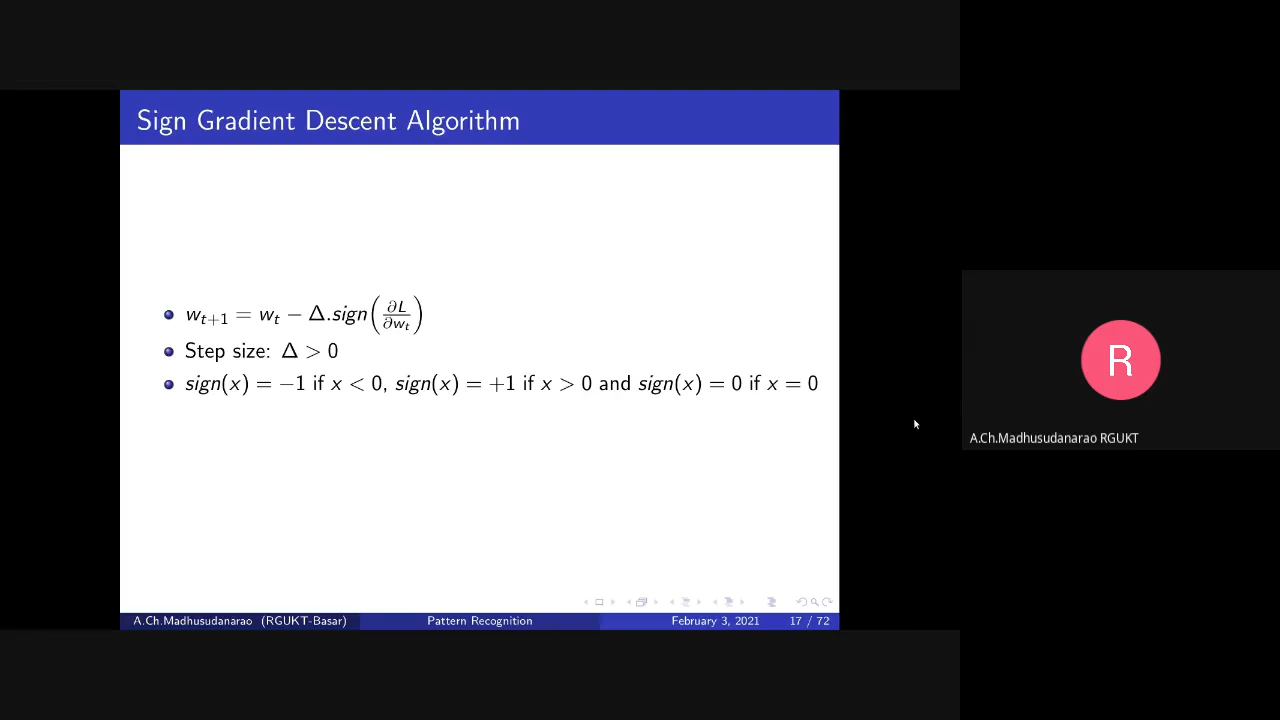 Sign Gradient Descent Algorithm
w_{t+1} = w_t − Δ.sign(∂L/∂w_t)
Step size: Δ > 0
sign(x) = −1 if x < 0, sign(x) = +1 if x > 0 and sign(x) = 0 if x = 0
R
A.Ch.Madhusudanarao RGUKT
A.Ch.Madhusudanarao (RGUKT-Basar) Pattern Recognition February 3, 2021 17 / 72